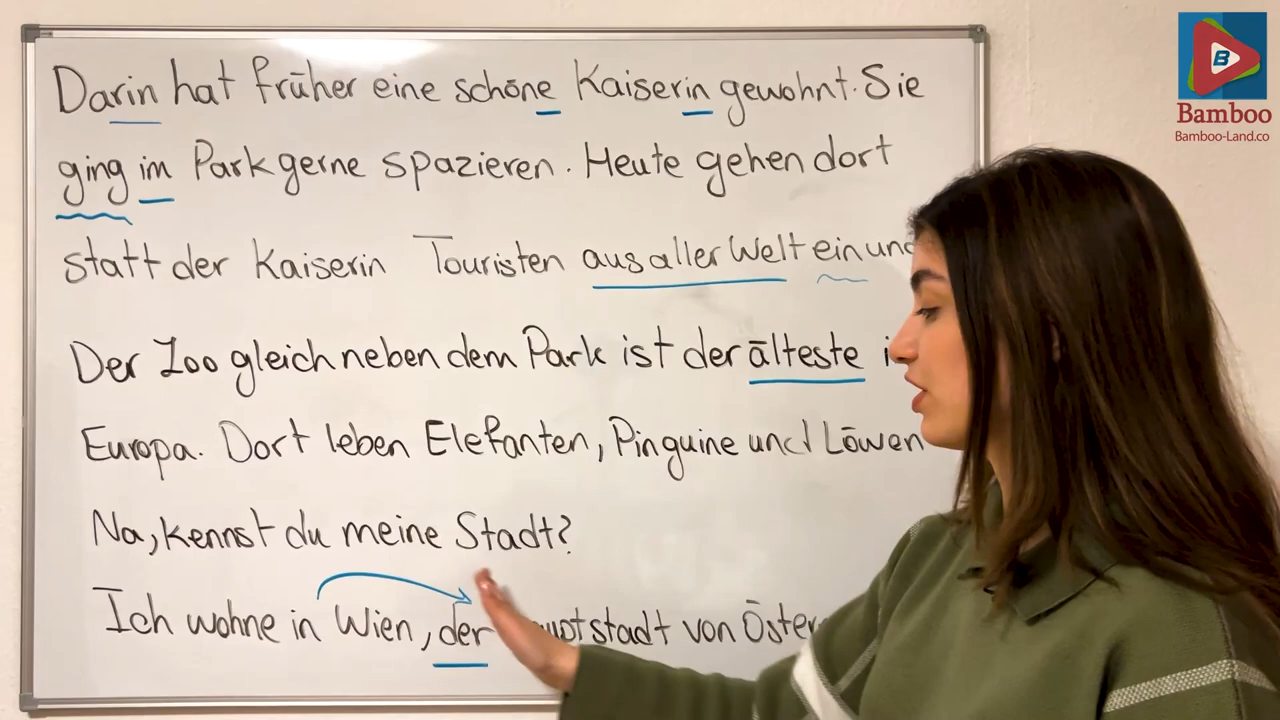 Darin hat früher eine schöne Kaiserin gewohnt. Sie
ging im Park gerne spazieren. Heute gehen dort
statt der Kaiserin Touristen aus aller Welt ein und
Der Zoo gleich neben dem Park ist der älteste
Europa. Dort leben Elefanten, Pinguine und Löwen
Na, kennst du meine Stadt?
Ich wohne in Wien, der von
B
Bamboo
Bamboo-Land.co